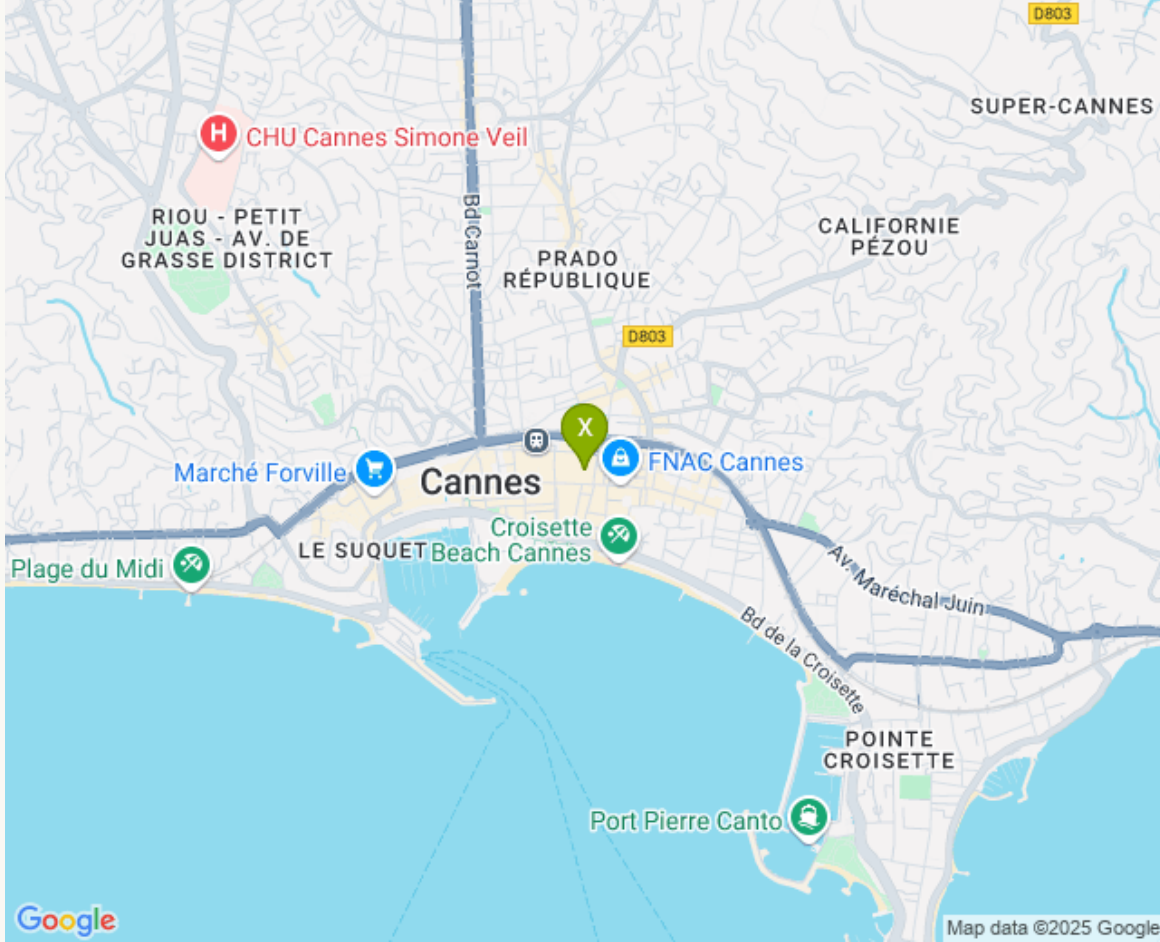 D803
SUPER-CANNES
H
CHU Cannes Simone Veil
Bd Carnot
RIOU - PETIT
JUAS - AV. DE
GRASSE DISTRICT
CALIFORNIE
PÉZOU
PRADO
RÉPUBLIQUE
D803
X
Marché Forville
Cannes
FNAC Cannes
Croisette
Beach Cannes
LE SUQUET
Plage du Midi
Av. Maréchal Juin
Bd de la Croisette
POINTE
CROISETTE
Port Pierre Canto
Google
Map data ©2025 Google